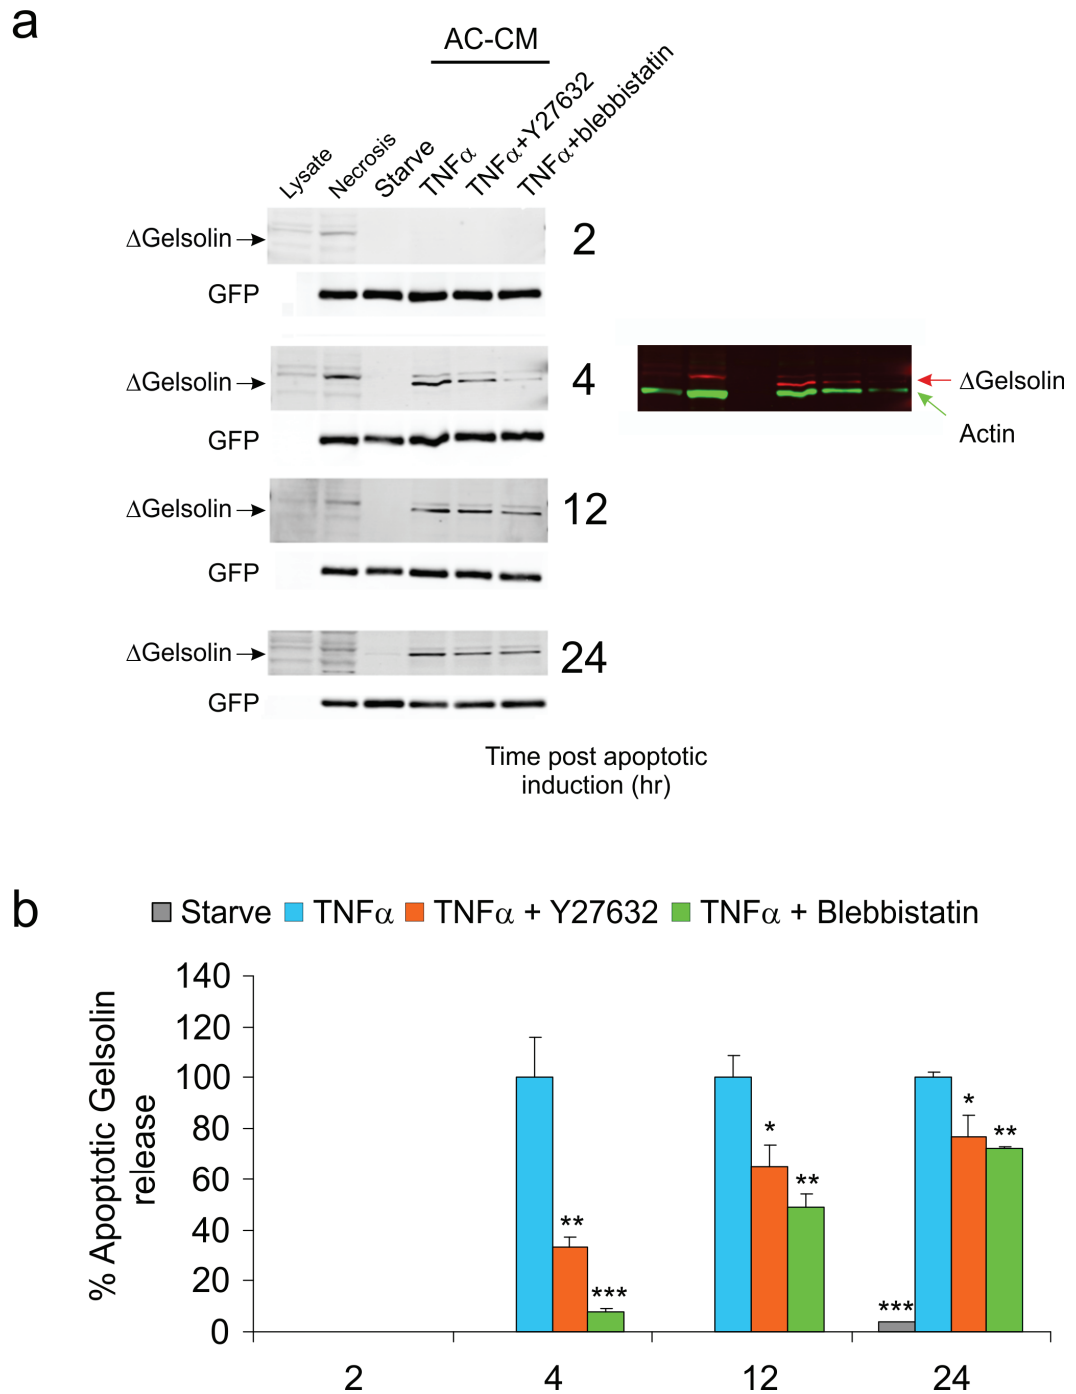 a
AC-CM
Lysate
Necrosis
Starve
TNFα
TNFα+Y27632
TNFα+blebbistatin
ΔGelsolin
2
GFP
ΔGelsolin
4
GFP
ΔGelsolin
Actin
ΔGelsolin
12
GFP
ΔGelsolin
24
GFP
Time post apoptotic
induction (hr)
b
Starve TNFα TNFα + Y27632 TNFα + Blebbistatin
% Apoptotic Gelsolin
release
140
120
100
80
60
40
20
0
** ***
* **
*** * **
2 4 12 24